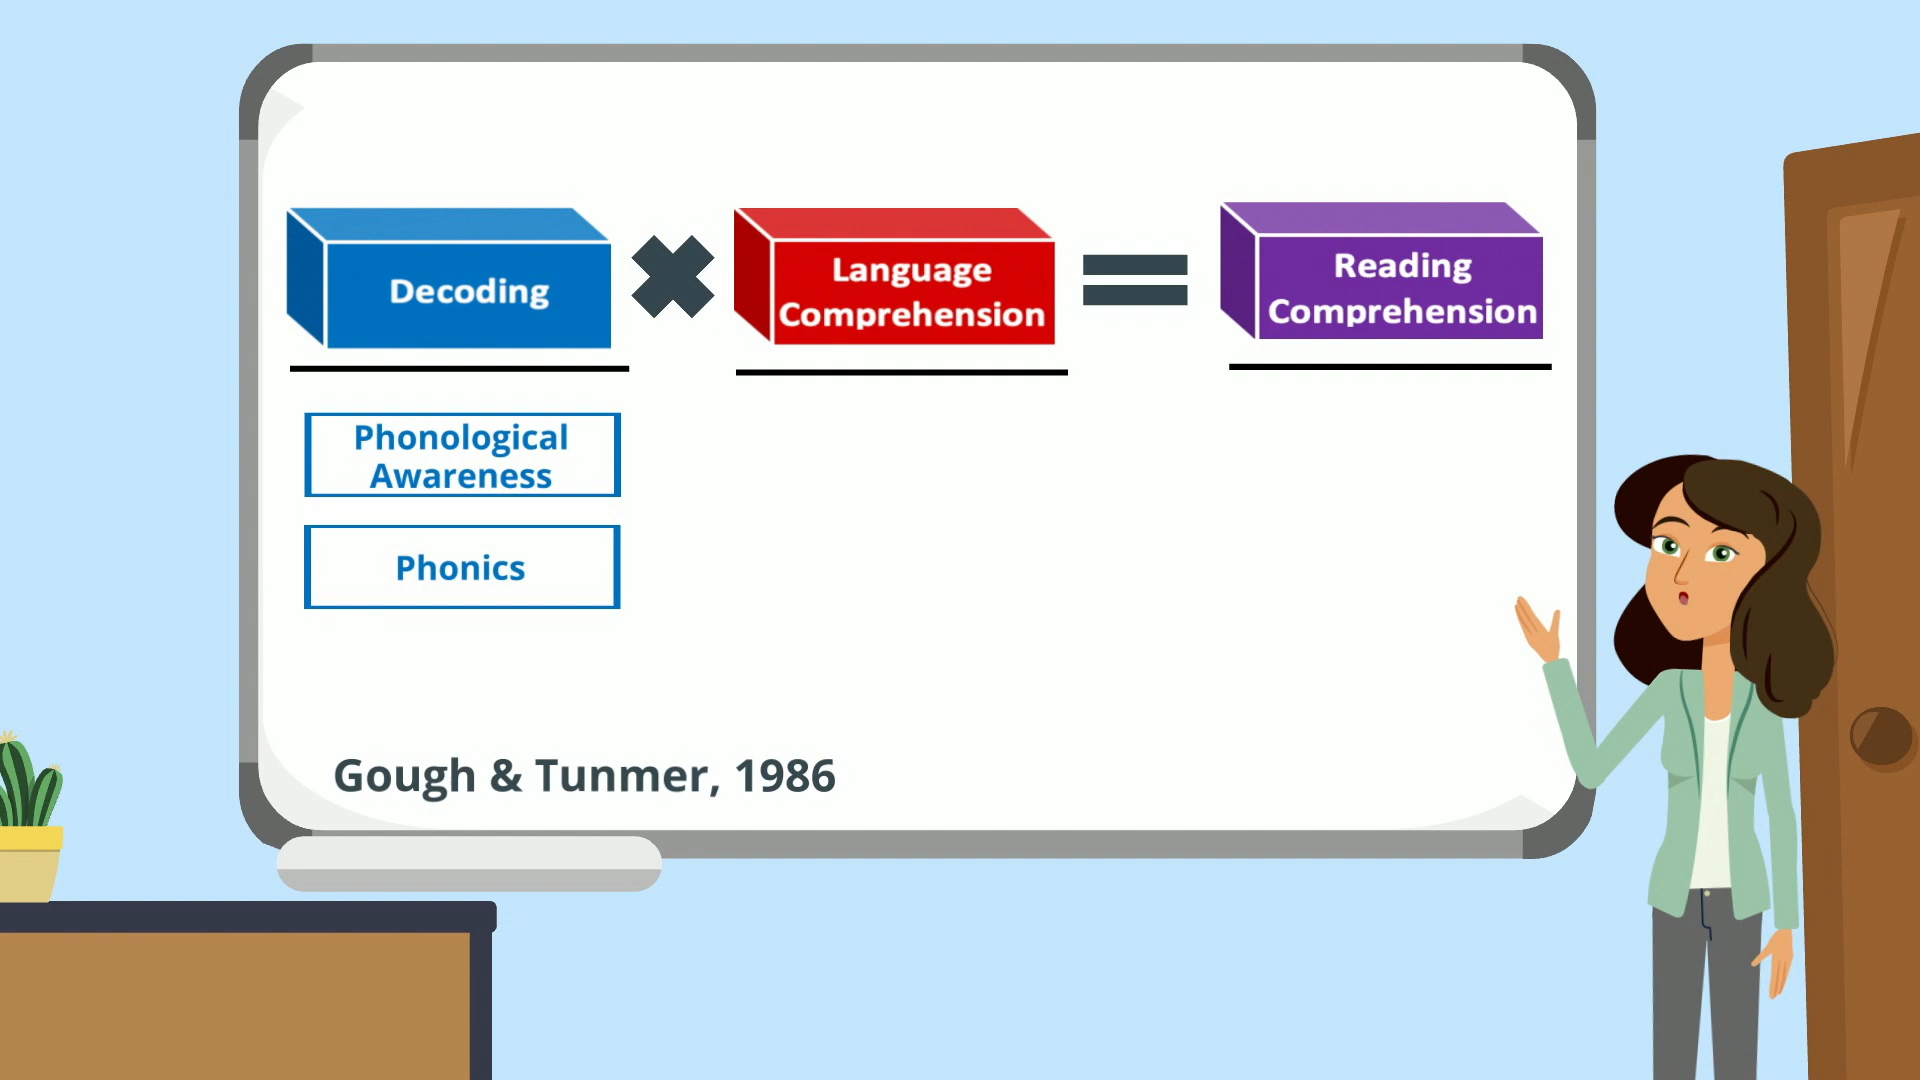 Decoding
Language
Comprehension
Reading
Comprehension
Phonological
Awareness
Phonics
Gough & Tunmer, 1986